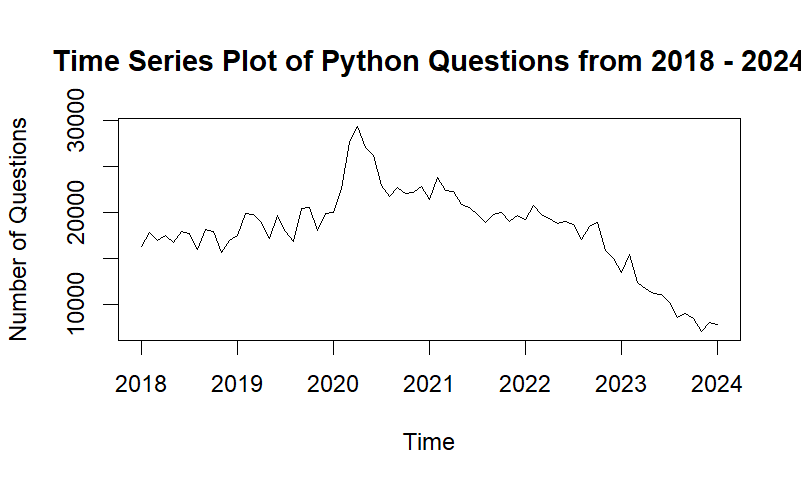 Time Series Plot of Python Questions from 2018 - 2024
Number of Questions
30000
20000
10000
2018 2019 2020 2021 2022 2023 2024
Time